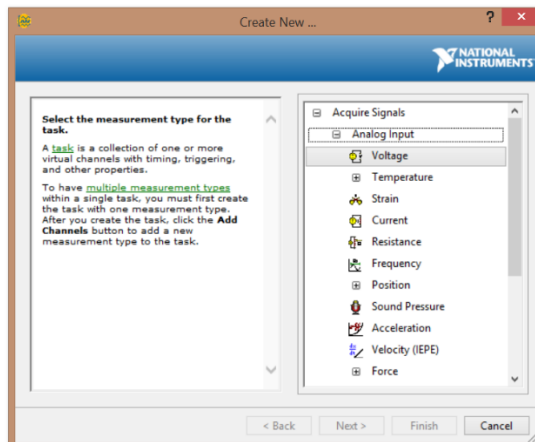 Create New ...
?
×
NATIONAL
INSTRUMENTS
Select the measurement type for the
task.
A task is a collection of one or more
virtual channels with timing, triggering,
and other properties.
To have multiple measurement types
within a single task, you must first create
the task with one measurement type.
After you create the task, click the Add
Channels button to add a new
measurement type to the task.
Acquire Signals
Analog Input
Voltage
Temperature
Strain
Current
Resistance
Frequency
Position
Sound Pressure
Acceleration
Velocity (IEPE)
Force
< Back
Next >
Finish
Cancel